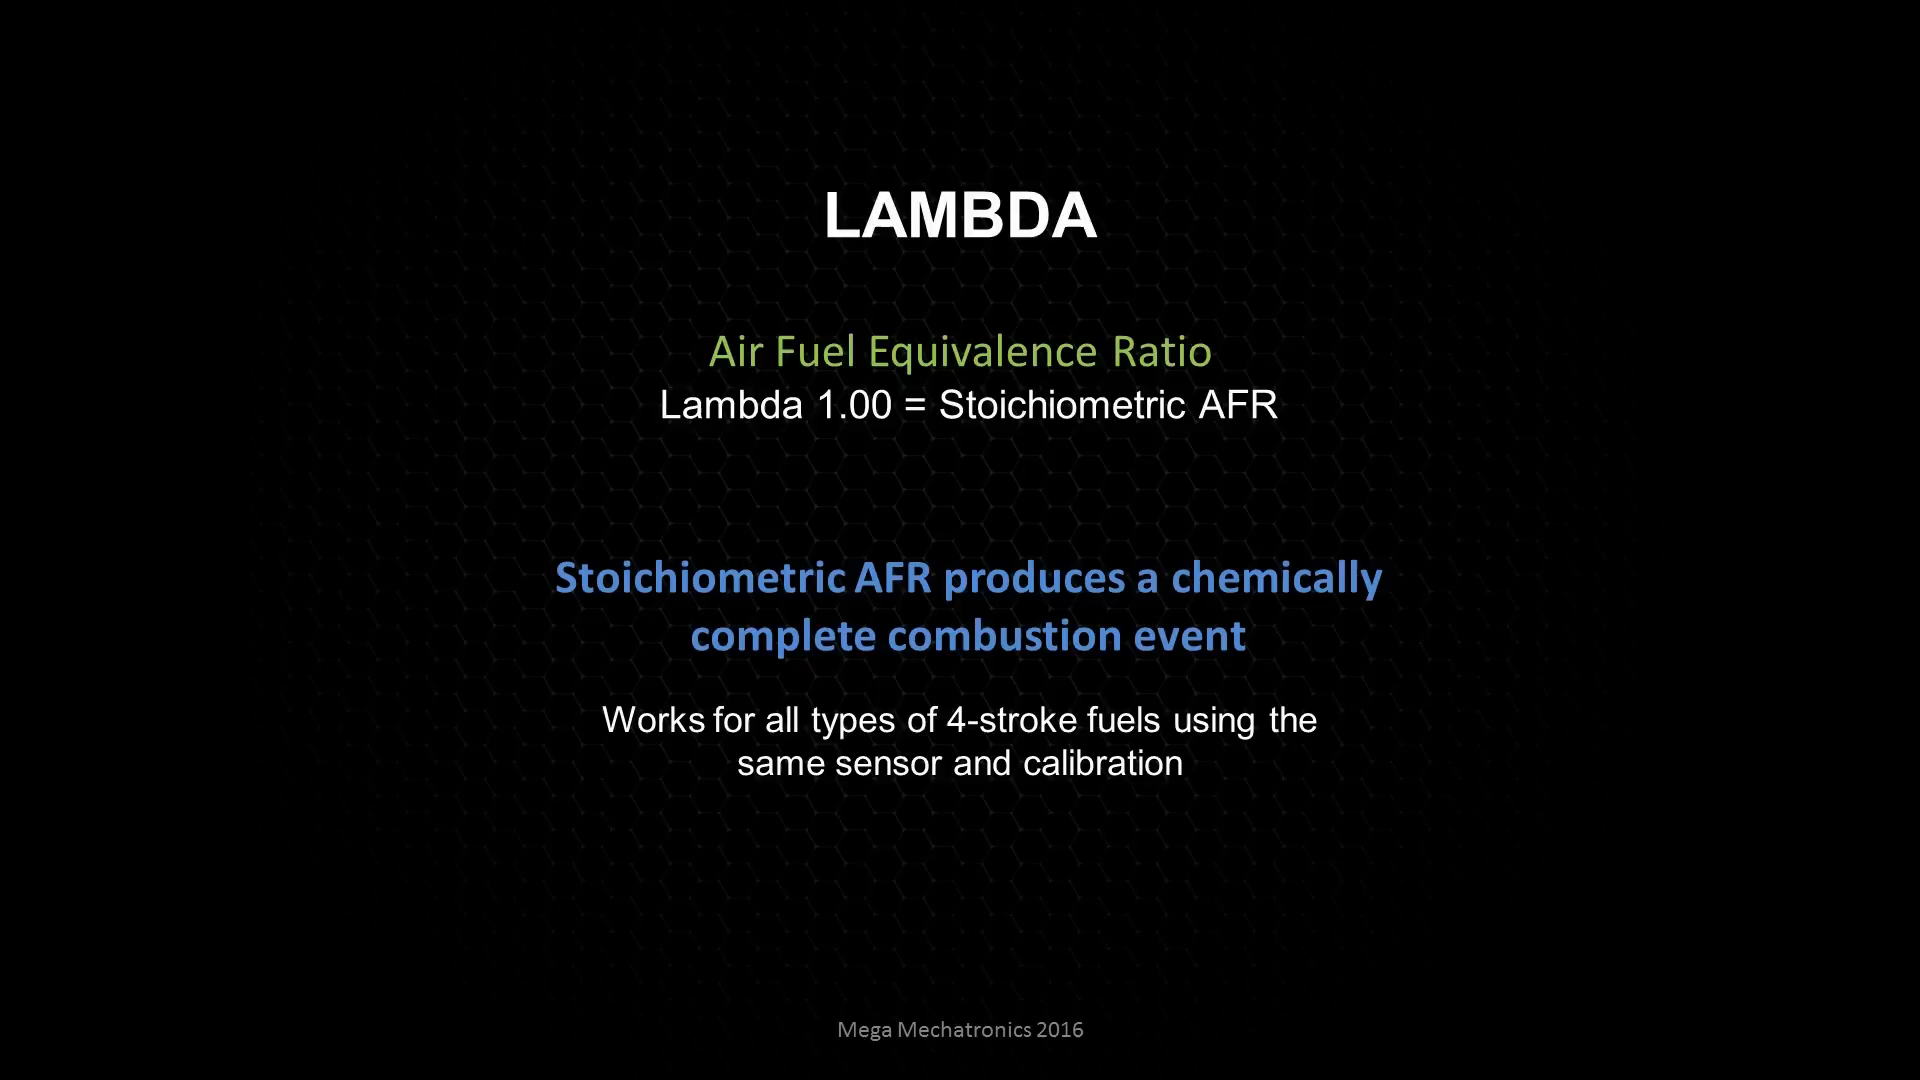 LAMBDA
Air Fuel Equivalence Ratio
Lambda 1.00 = Stoichiometric AFR
Stoichiometric AFR produces a chemically
complete combustion event
Works for all types of 4-stroke fuels using the
same sensor and calibration
Mega Mechatronics 2016